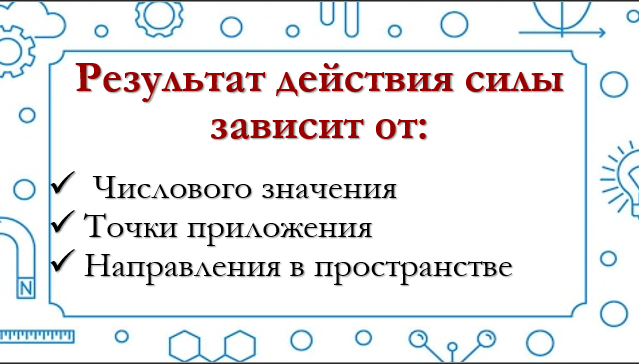 Результат действия силы
зависит от:
✓ Числового значения
✓ Точки приложения
✓ Направления в пространстве
N